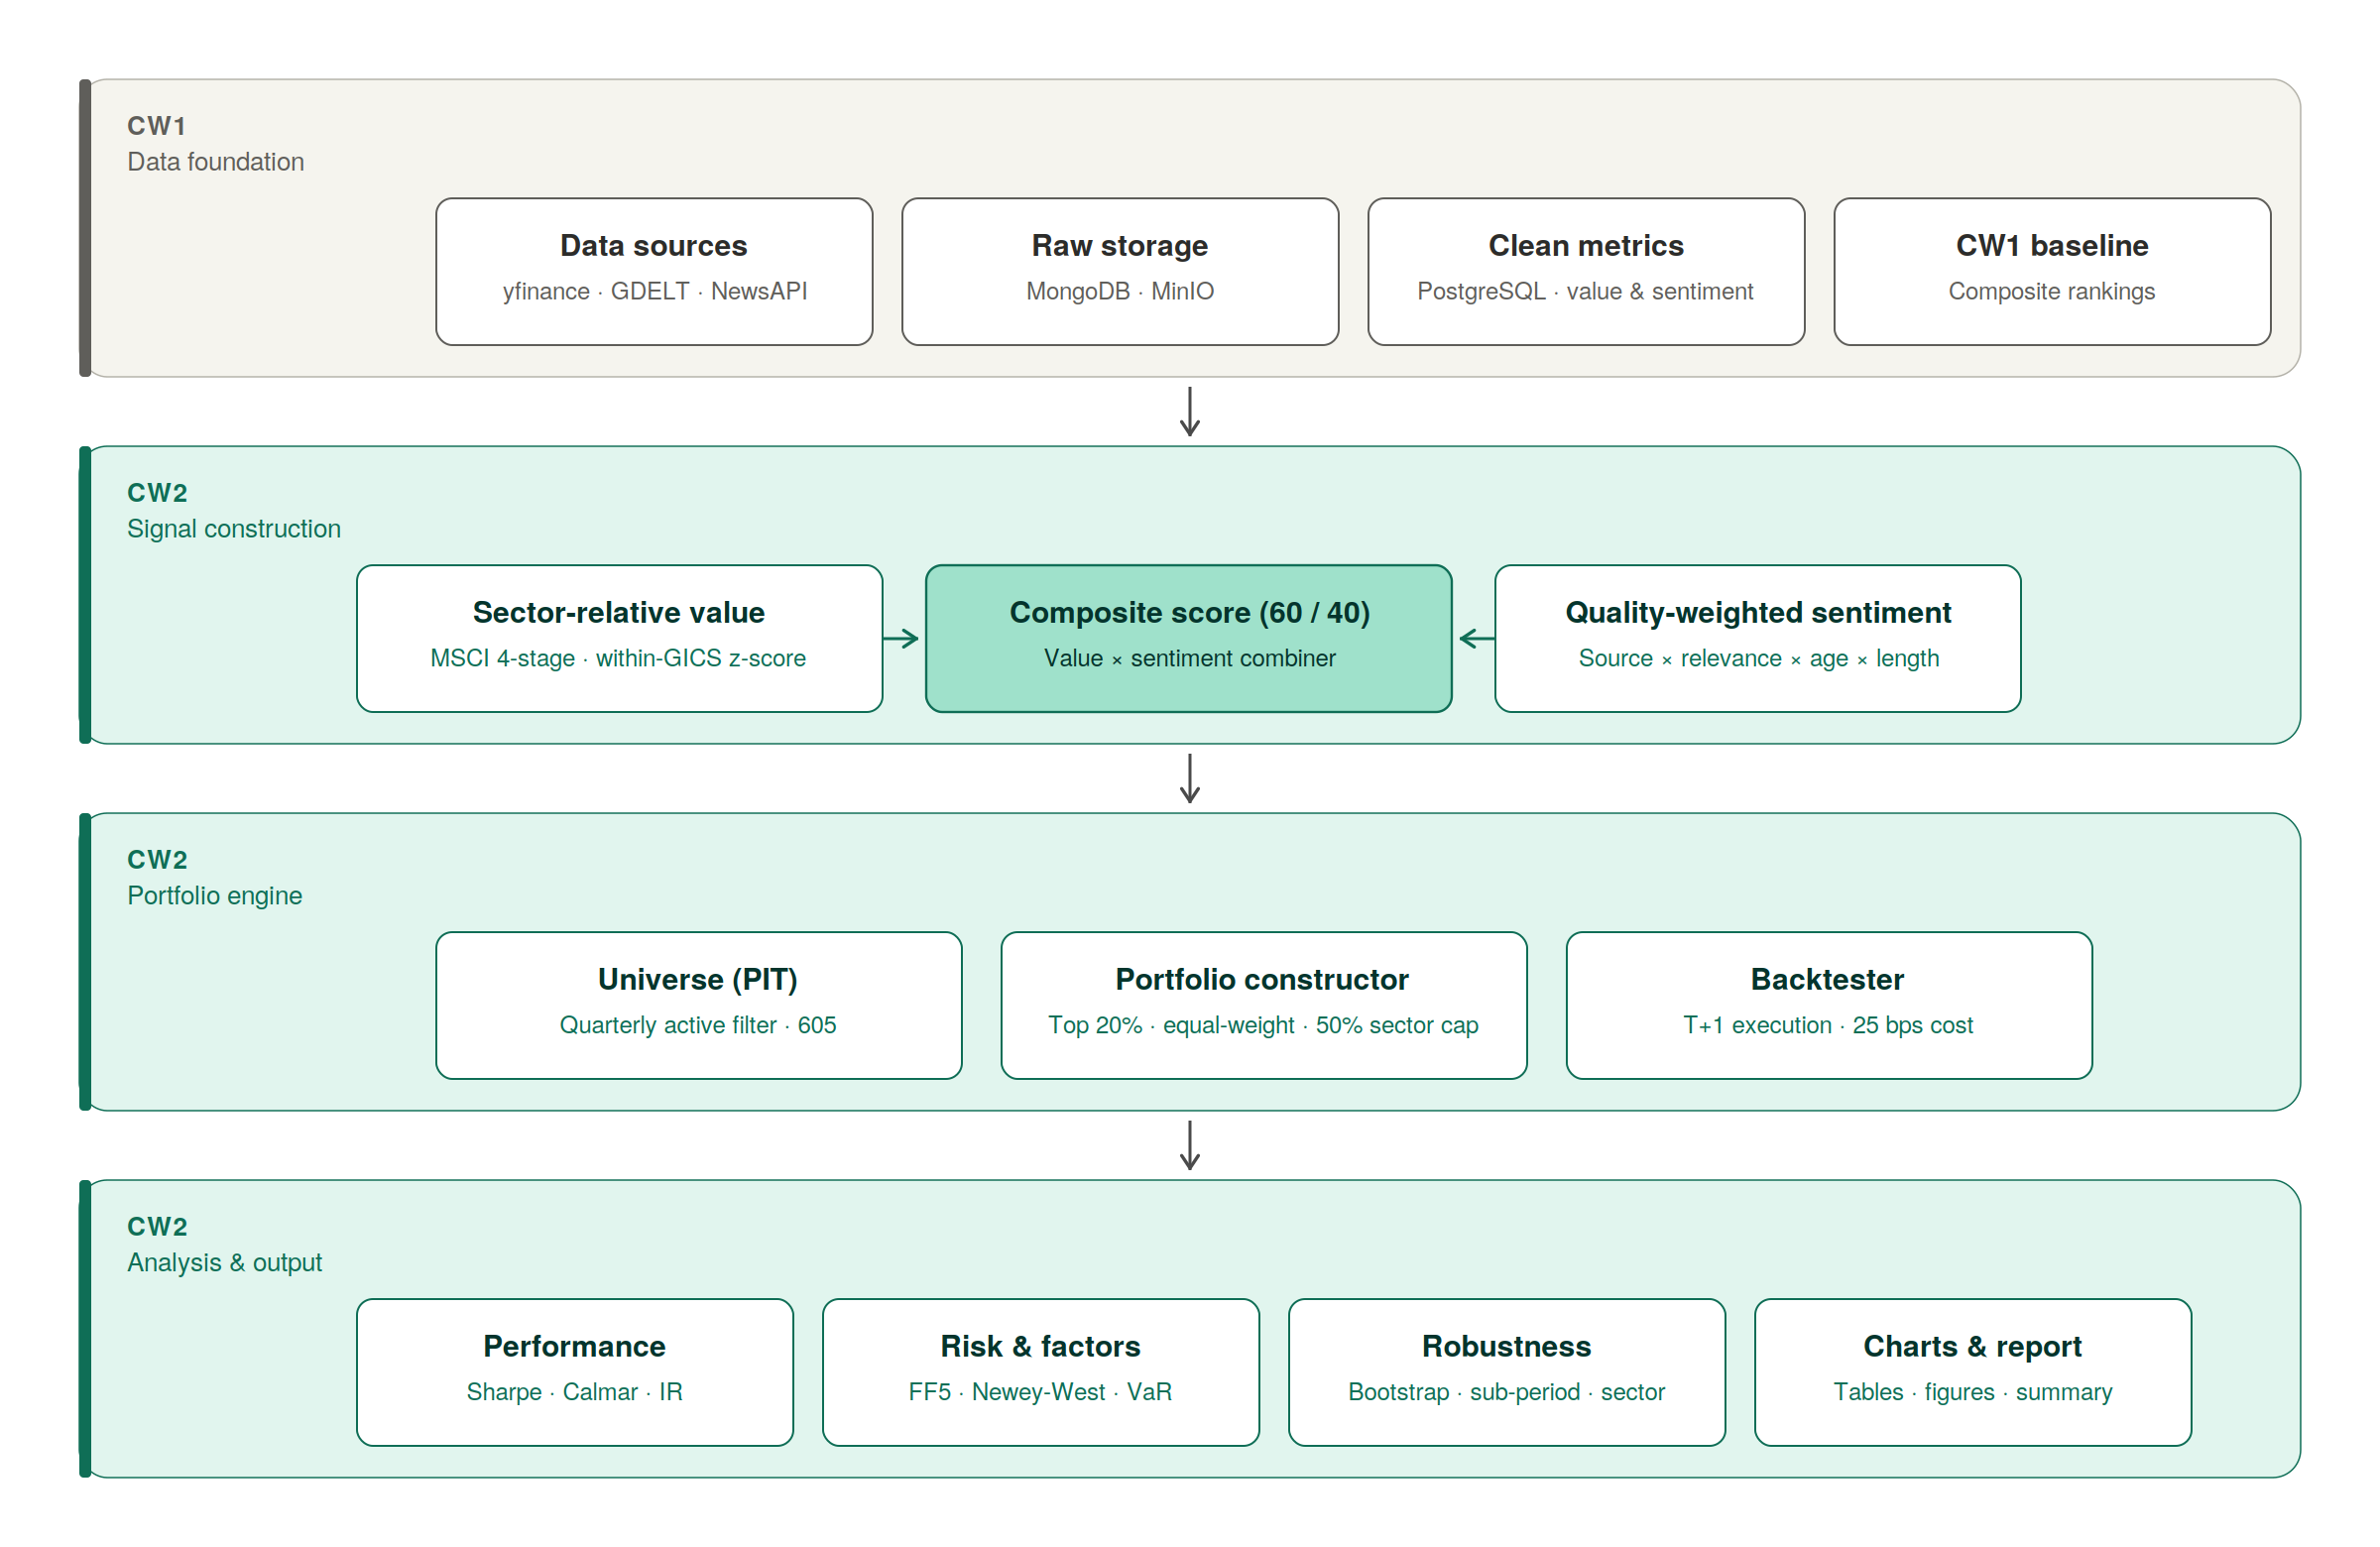 CW1
Data foundation
Data sources
yfinance · GDELT · NewsAPI
Raw storage
MongoDB · MinIO
Clean metrics
PostgreSQL · value & sentiment
CW1 baseline
Composite rankings
CW2
Signal construction
Sector-relative value
MSCI 4-stage · within-GICS z-score
Composite score (60 / 40)
Value × sentiment combiner
Quality-weighted sentiment
Source × relevance × age × length
CW2
Portfolio engine
Universe (PIT)
Quarterly active filter · 605
Portfolio constructor
Top 20% · equal-weight · 50% sector cap
Backtester
T+1 execution · 25 bps cost
CW2
Analysis & output
Performance
Sharpe · Calmar · IR
Risk & factors
FF5 · Newey-West · VaR
Robustness
Bootstrap · sub-period · sector
Charts & report
Tables · figures · summary